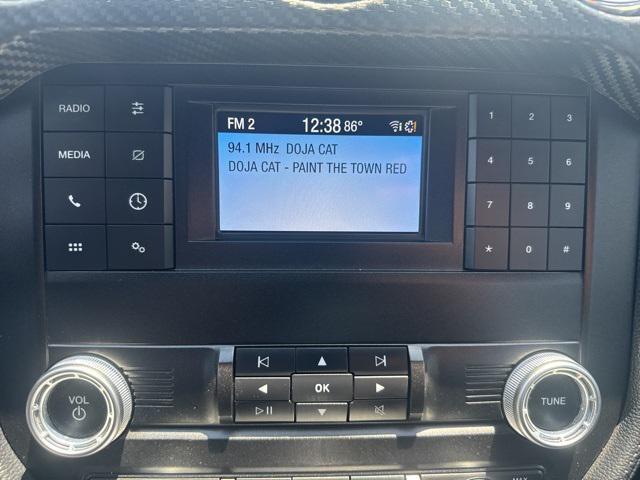 RADIO
MEDIA
FM 2 12:38 86°
94.1 MHz DOJA CAT
DOJA CAT - PAINT THE TOWN RED
1 2 3
4 5 6
7 8 9
* 0 #
VOL
OK
TUNE
MAX